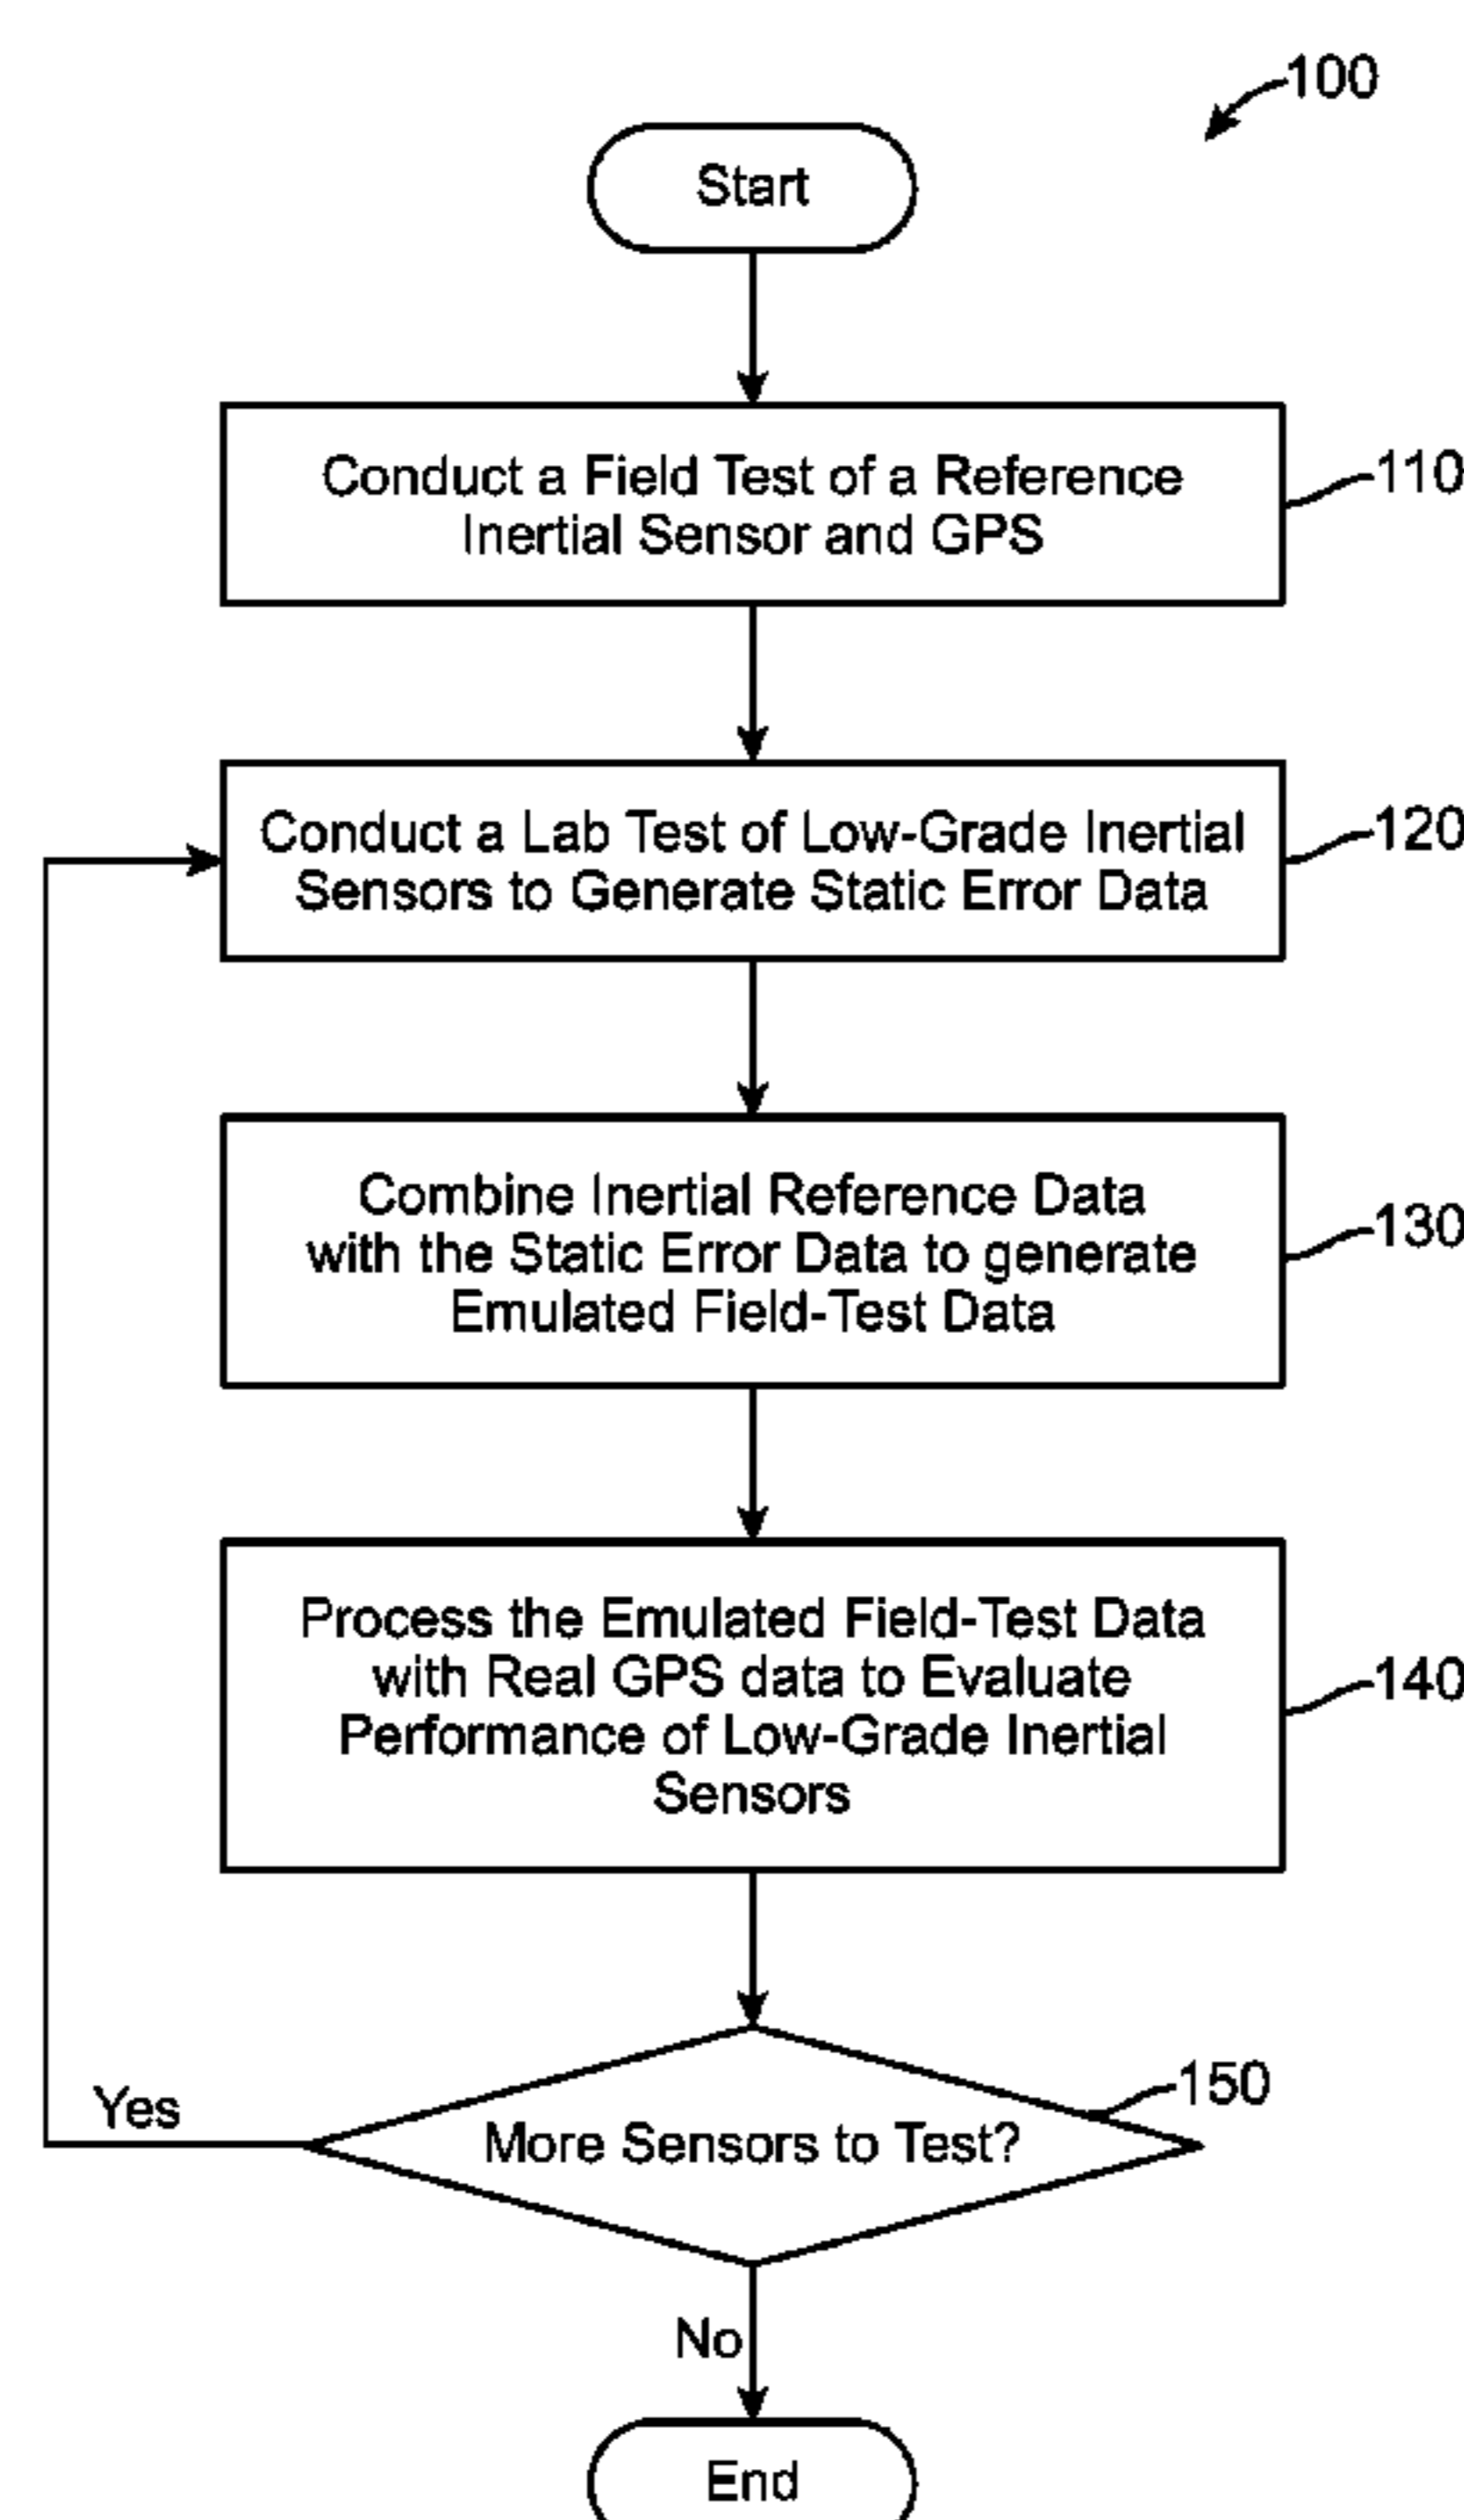 100
Start
Conduct a Field Test of a Reference
Inertial Sensor and GPS
110
Conduct a Lab Test of Low-Grade Inertial
Sensors to Generate Static Error Data
120
Combine Inertial Reference Data
with the Static Error Data to generate
Emulated Field-Test Data
130
Process the Emulated Field-Test Data
with Real GPS data to Evaluate
Performance of Low-Grade Inertial
Sensors
140
150
Yes
More Sensors to Test?
No
End